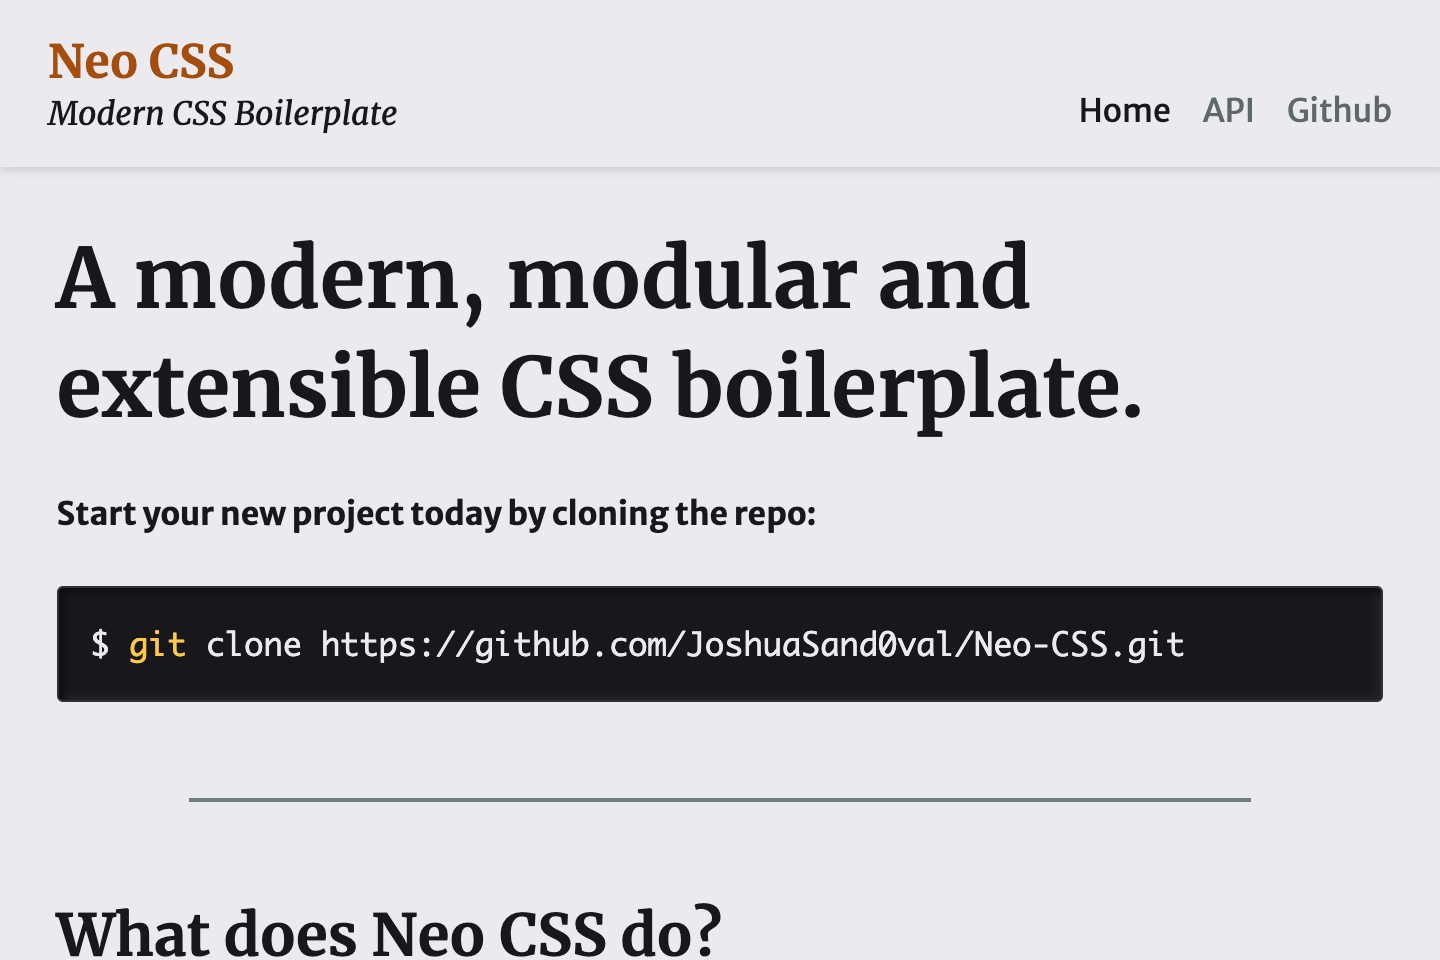 Neo CSS
Modern CSS Boilerplate
Home API Github
A modern, modular and
extensible CSS boilerplate.
Start your new project today by cloning the repo:
$ git clone https://github.com/JoshuaSand0val/Neo-CSS.git
What does Neo CSS do?